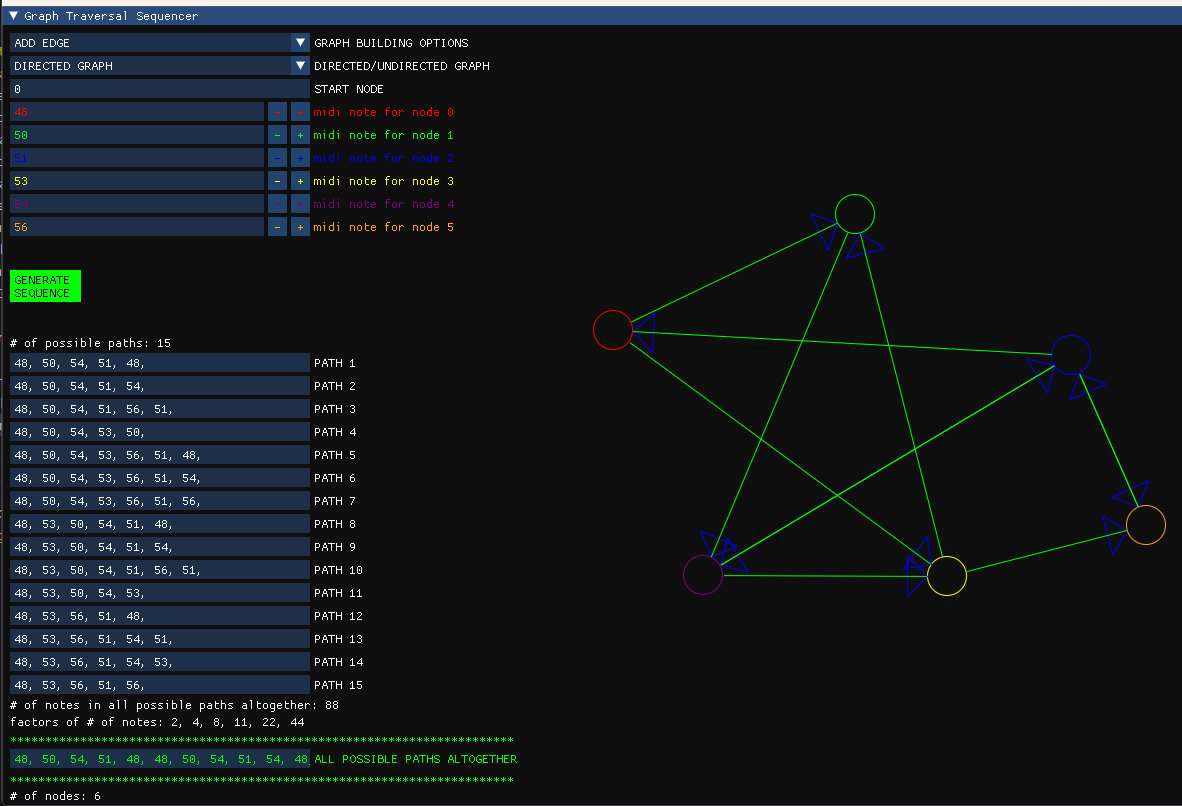 Graph Traversal Sequencer
ADD EDGE GRAPH BUILDING OPTIONS
DIRECTED GRAPH DIRECTED/UNDIRECTED GRAPH
0 START NODE
48 - + midi note for node 0
50 - + midi note for node 1
51 - + midi note for node 2
53 - + midi note for node 3
54 - + midi note for node 4
56 - + midi note for node 5
GENERATE
SEQUENCE
# of possible paths: 15
48, 50, 54, 51, 48, PATH 1
48, 50, 54, 51, 54, PATH 2
48, 50, 54, 51, 56, 51, PATH 3
48, 50, 54, 53, 50, PATH 4
48, 50, 54, 53, 56, 51, 48, PATH 5
48, 50, 54, 53, 56, 51, 54, PATH 6
48, 50, 54, 53, 56, 51, 56, PATH 7
48, 53, 50, 54, 51, 48, PATH 8
48, 53, 50, 54, 51, 54, PATH 9
48, 53, 50, 54, 51, 56, 51, PATH 10
48, 53, 50, 54, 53, PATH 11
48, 53, 56, 51, 48, PATH 12
48, 53, 56, 51, 54, 51, PATH 13
48, 53, 56, 51, 54, 53, PATH 14
48, 53, 56, 51, 56, PATH 15
# of notes in all possible paths altogether: 88
factors of # of notes: 2, 4, 8, 11, 22, 44
************************************************************************
48, 50, 54, 51, 48, 48, 50, 54, 51, 54, 48 ALL POSSIBLE PATHS ALTOGETHER
************************************************************************
# of nodes: 6